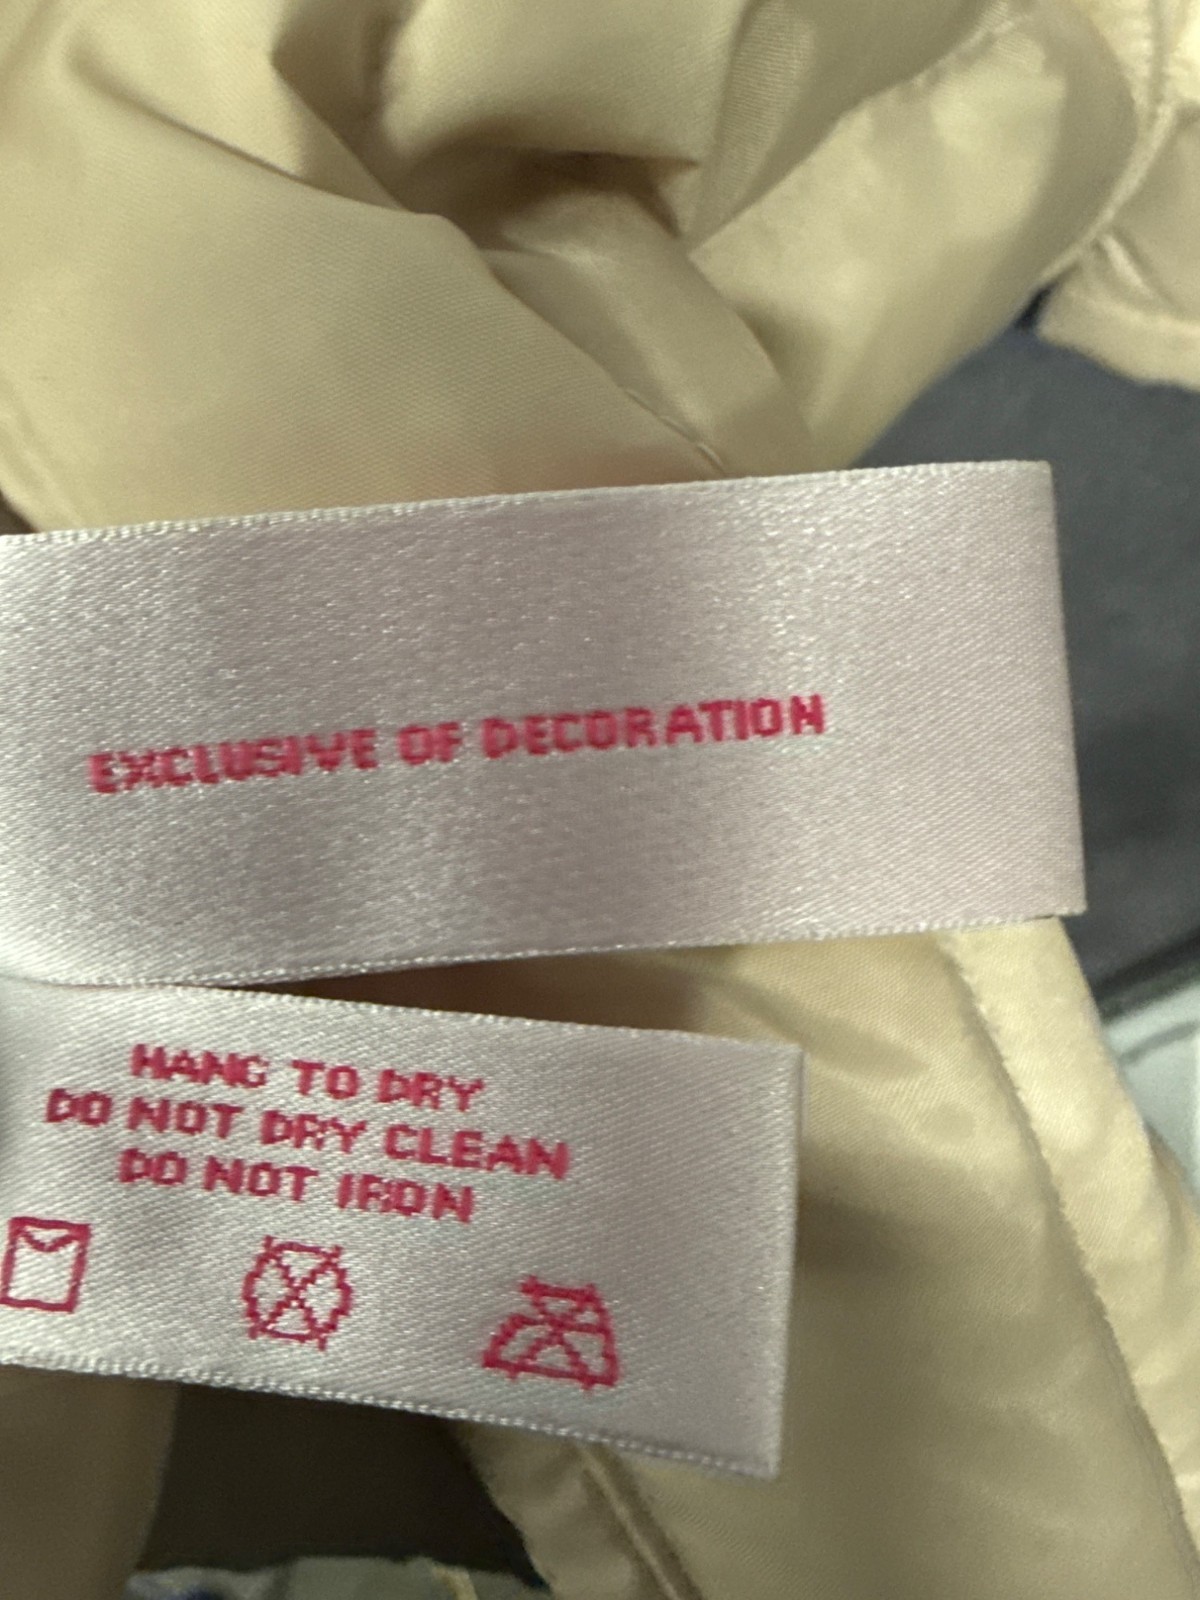 EXCLUSIVE OF DECORATION
HANG TO DRY
DO NOT DRY CLEAN
DO NOT IRON